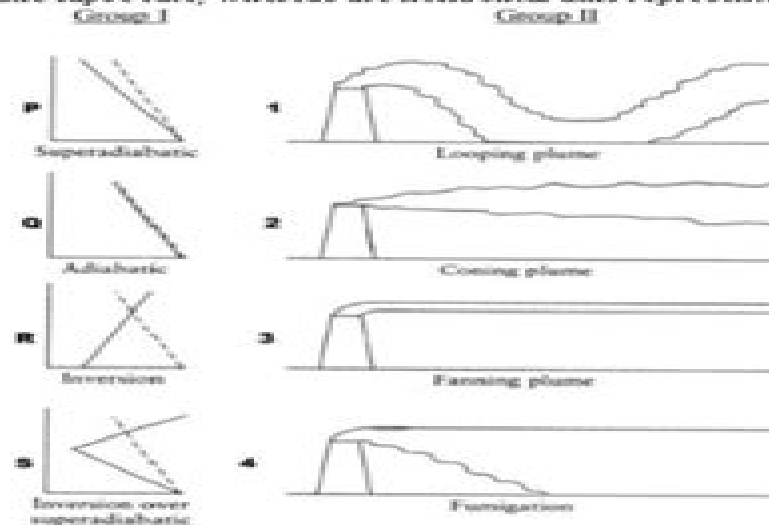 Group I
Group II
P
1
Superadiabatic
Looping plume
Q
2
Adiabatic
Coning plume
R
3
Inversion
Fanning plume
S
4
Inversion over
superadiabatic
Fumigation